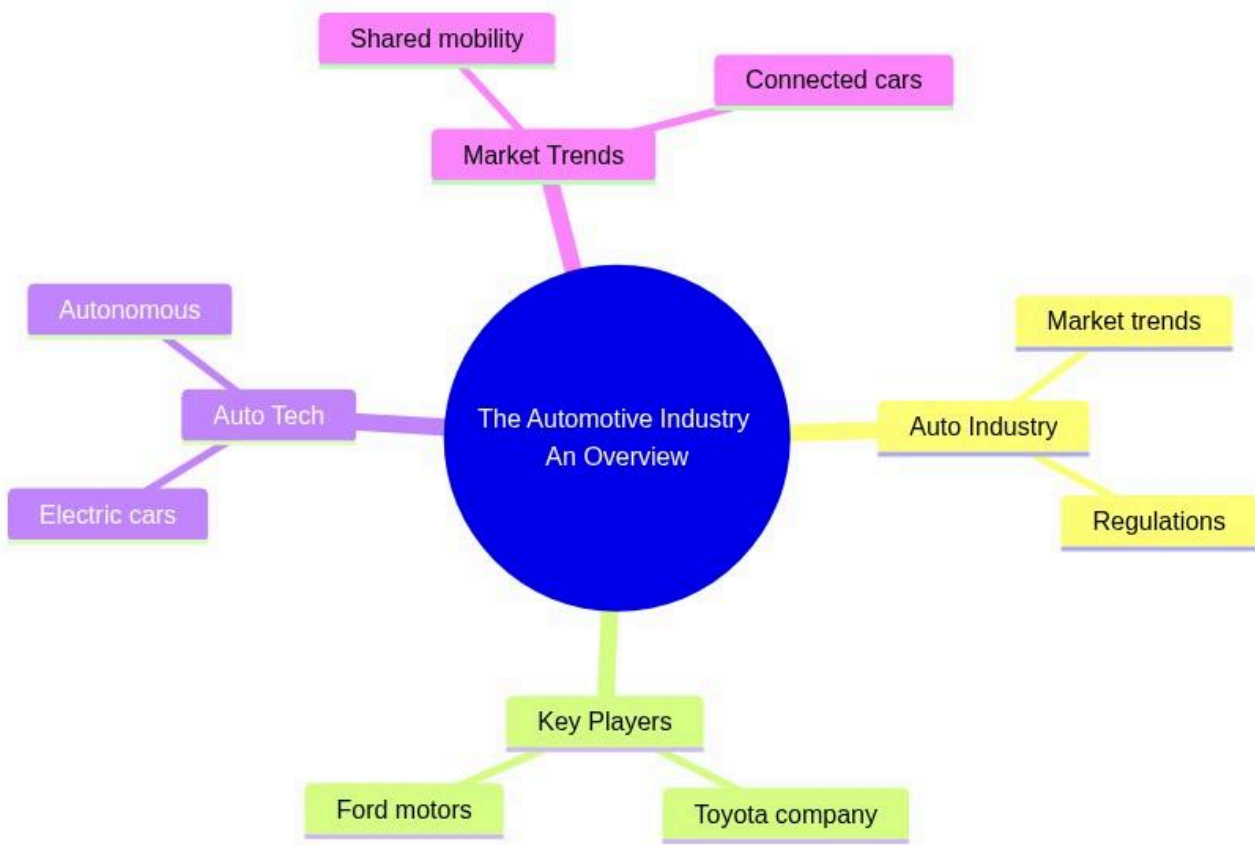 Shared mobility
Connected cars
Market Trends
Autonomous
Market trends
Auto Tech
The Automotive Industry
An Overview
Auto Industry
Electric cars
Regulations
Key Players
Ford motors
Toyota company